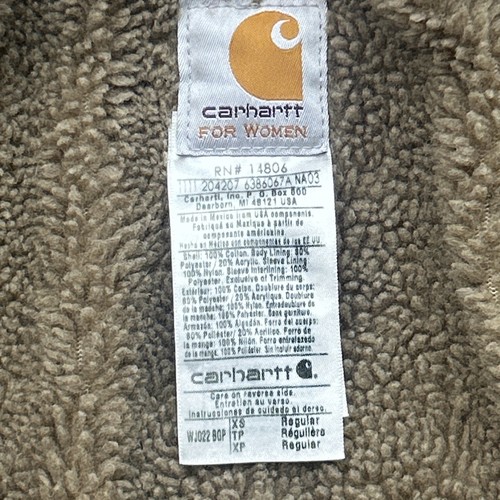 carhartt
FOR WOMEN
RN# 14806
1111 204207 6386067A NA03
Carhartt, Inc. P.O. Box 600
Dearborn, MI 48121 USA
Made in Mexico from USA components.
Fabriqué au Mexique à partir de
composants américains.
Hecho en México con componentes de los EE UU.
Shell: 100% Cotton. Body Lining: 80%
Polyester / 20% Acrylic. Sleeve Lining
100% Nylon. Sleeve Interlining: 100%
Polyester. Exclusive of Trimming.
Extérieur: 100% Coton. Doublure du corps:
80% Polyester / 20% Acrylique. Doublure
de la manche: 100% Nylon. Entredoublure de
la manche: 100% Polyester. Sans garniture.
Armazón: 100% Algodón. Forro del cuerpo:
80% Poliéster/ 20% Acrílico. Forro de
la manga: 100% Nilón. Forro entrelazado
de la manga: 100% Poliéster. Sin incluir adorno.
carhartt
Care on reverse side.
Entretien au verso.
Instrucciones de cuidado al dorso.
WJ022 BGP XS Regular
TP Régulière
XP Regular